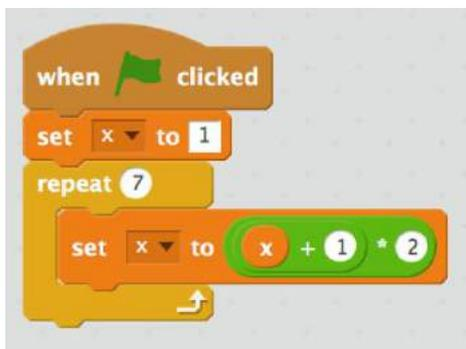 when clicked
set x to 1
repeat 7
set x to x + 1 * 2